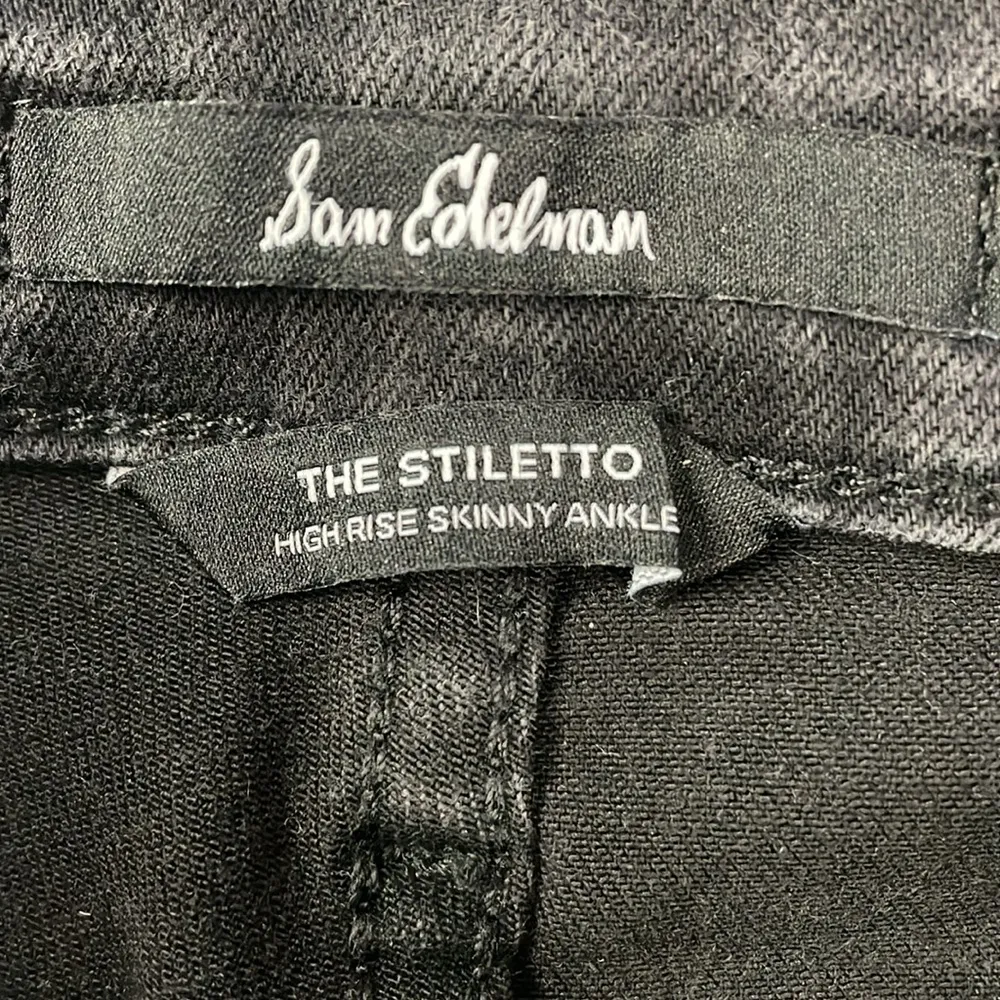 Sam Edelman
THE STILETTO
HIGH RISE SKINNY ANKLE